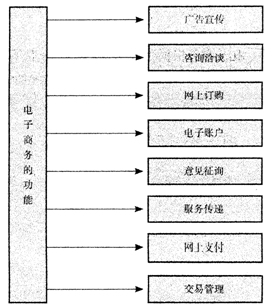 电子商务的功能
广告宣传
咨询洽谈
网上订购
电子账户
意见征询
服务传递
网上支付
交易管理